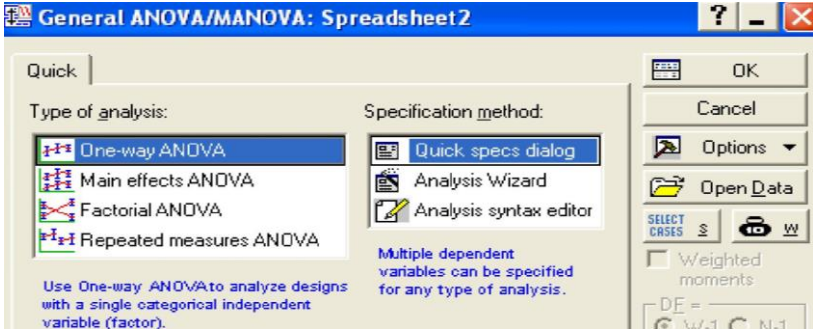 General ANOVA/MANOVA: Spreadsheet2
Quick
Type of analysis:
One-way ANOVA
Main effects ANOVA
Factorial ANOVA
Repeated measures ANOVA
Use One-way ANOVAto analyze designs
with a single categorical independent
variable (factor).
Specification method:
Quick specs dialog
Analysis Wizard
Analysis syntax editor
Multiple dependent
variables can be specified
for any type of analysis.
OK
Cancel
Options
Open Data
SELECT
CASES
S
W
Weighted
moments
DF =
W-1 N-1